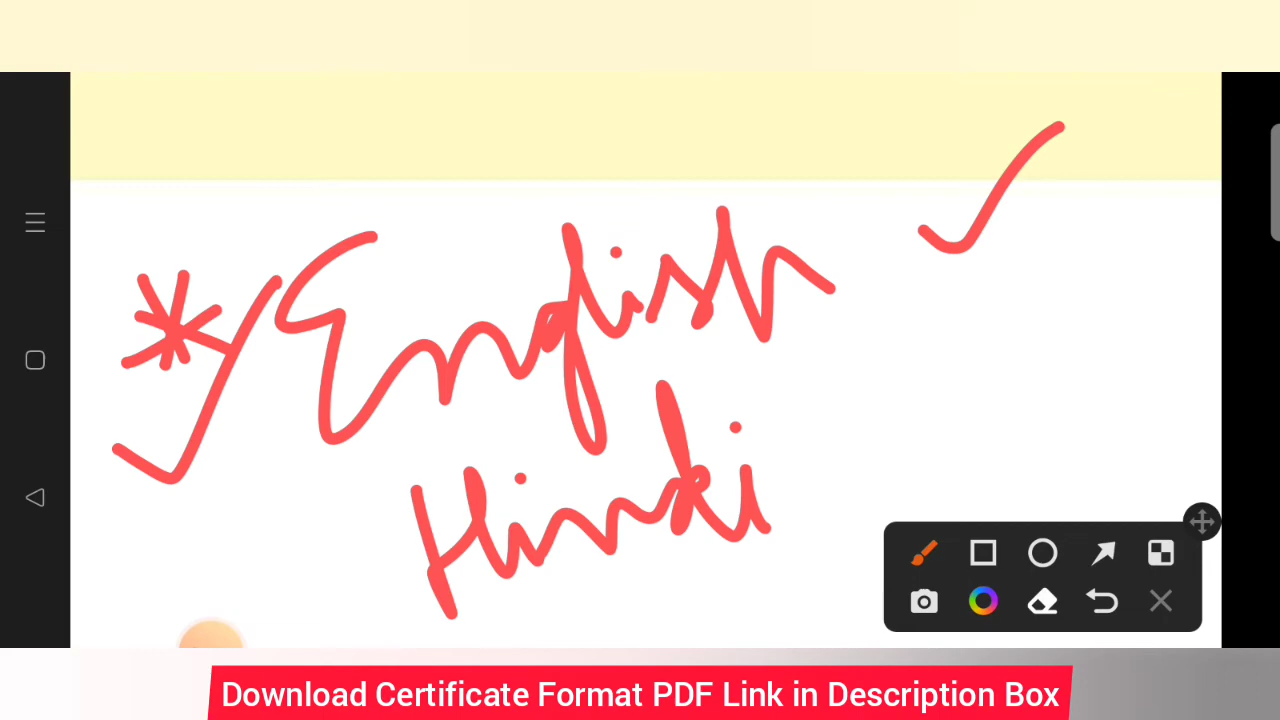 * English
Hindi
Download Certificate Format PDF Link in Description Box